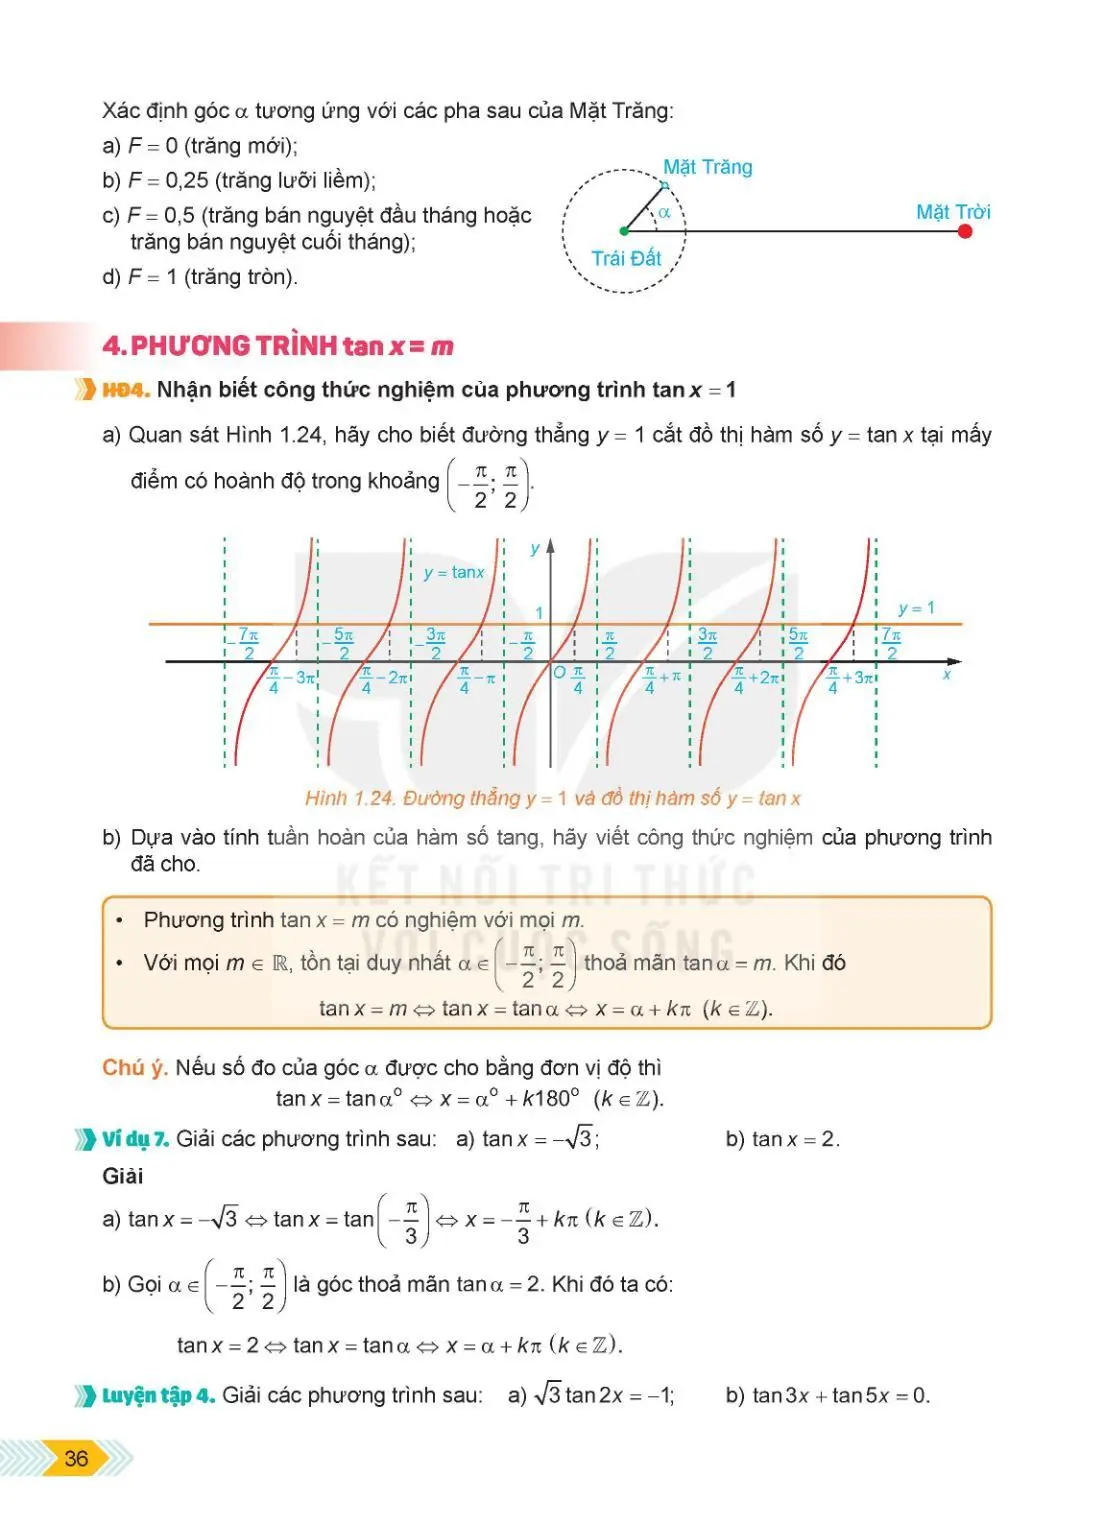 Xác định góc α tương ứng với các pha sau của Mặt Trăng:
a) F = 0 (trăng mới);
b) F = 0,25 (trăng lưỡi liềm);
c) F = 0,5 (trăng bán nguyệt đầu tháng hoặc
trăng bán nguyệt cuối tháng);
d) F = 1 (trăng tròn).
Mặt Trăng
α
Mặt Trời
Trái Đất
4. PHƯƠNG TRÌNH tan x = m
HĐ4. Nhận biết công thức nghiệm của phương trình tan x = 1
a) Quan sát Hình 1.24, hãy cho biết đường thẳng y = 1 cắt đồ thị hàm số y = tan x tại mấy
điểm có hoành độ trong khoảng (-π/2; π/2).
y
y = tanx
1
y = 1
-7π/2 -5π/2 -3π/2 -π/2 π/2 3π/2 5π/2 7π/2
π/4 - 3π π/4 - 2π π/4 - π O π/4 π/4 + π π/4 + 2π π/4 + 3π x
Hình 1.24. Đường thẳng y = 1 và đồ thị hàm số y = tan x
b) Dựa vào tính tuần hoàn của hàm số tang, hãy viết công thức nghiệm của phương trình
đã cho.
KẾT NỐI TRI THỨC
VỚI CUỘC SỐNG
• Phương trình tan x = m có nghiệm với mọi m.
• Với mọi m ∈ ℝ, tồn tại duy nhất α ∈ (-π/2; π/2) thoả mãn tan α = m. Khi đó
tan x = m ⇔ tan x = tan α ⇔ x = α + kπ (k ∈ ℤ).
Chú ý. Nếu số đo của góc α được cho bằng đơn vị độ thì
tan x = tan α° ⇔ x = α° + k180° (k ∈ ℤ).
Ví dụ 7. Giải các phương trình sau: a) tan x = -√3; b) tan x = 2.
Giải
a) tan x = -√3 ⇔ tan x = tan(-π/3) ⇔ x = -π/3 + kπ (k ∈ ℤ).
b) Gọi α ∈ (-π/2; π/2) là góc thoả mãn tan α = 2. Khi đó ta có:
tan x = 2 ⇔ tan x = tan α ⇔ x = α + kπ (k ∈ ℤ).
Luyện tập 4. Giải các phương trình sau: a) √3 tan 2x = -1; b) tan 3x + tan 5x = 0.
36